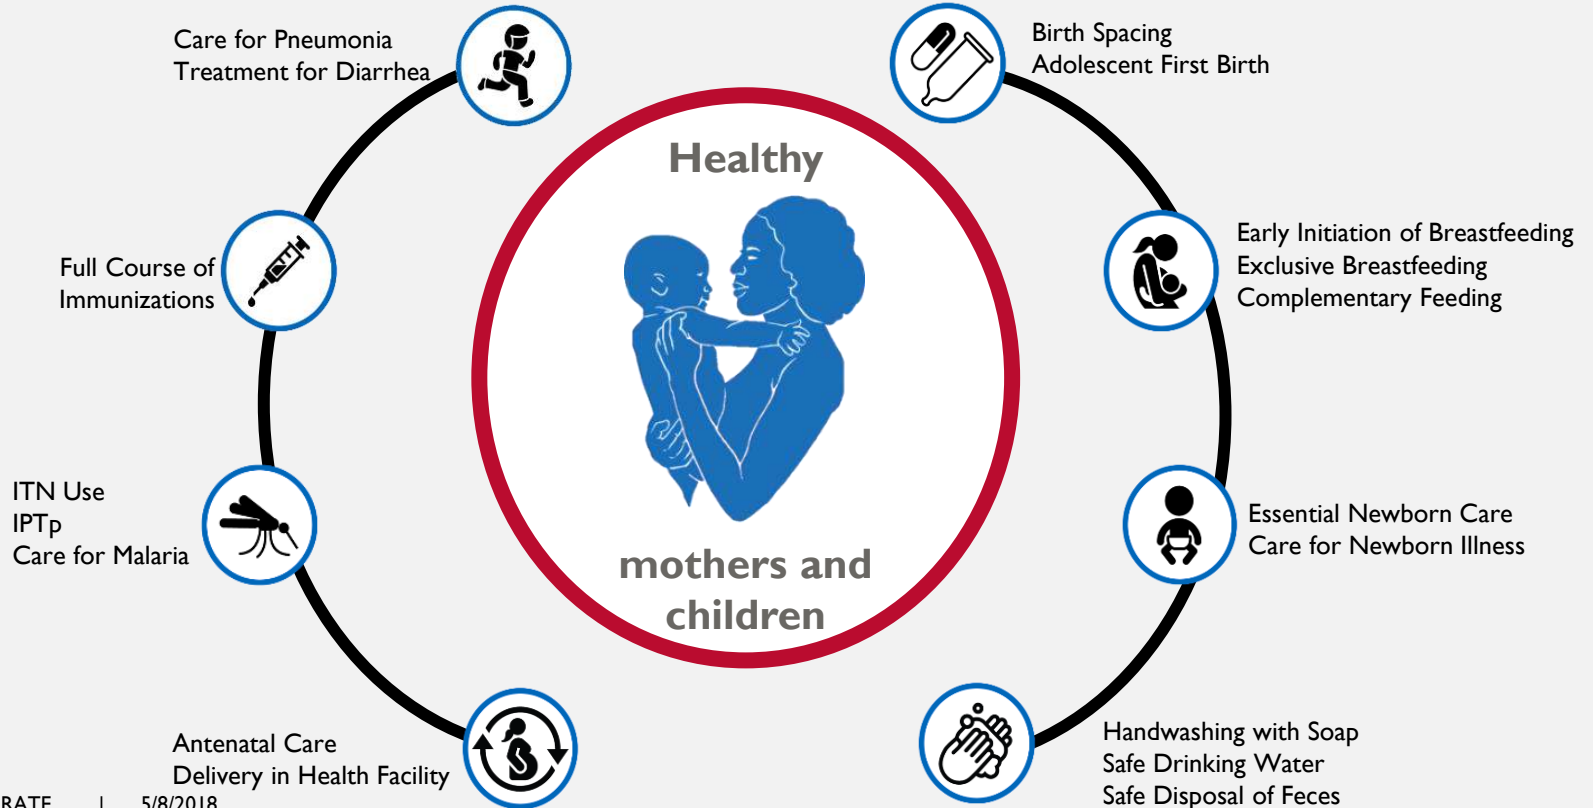 Care for Pneumonia
Treatment for Diarrhea
Birth Spacing
Adolescent First Birth
Healthy
Full Course of
Immunizations
Early Initiation of Breastfeeding
Exclusive Breastfeeding
Complementary Feeding
ITN Use
IPTp
Care for Malaria
Essential Newborn Care
Care for Newborn Illness
mothers and
children
Antenatal Care
Delivery in Health Facility
Handwashing with Soap
Safe Drinking Water
Safe Disposal of Feces
RATE | 5/8/2018